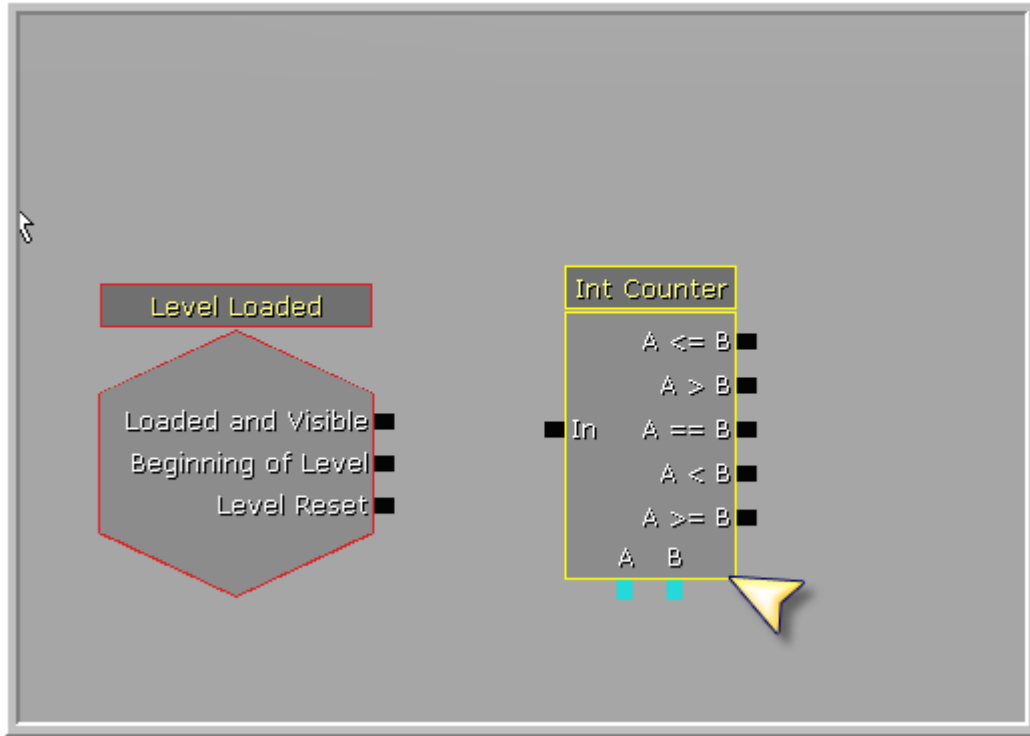 Level Loaded
Loaded and Visible
Beginning of Level
Level Reset
Int Counter
A <= B
A > B
In A == B
A < B
A >= B
A B